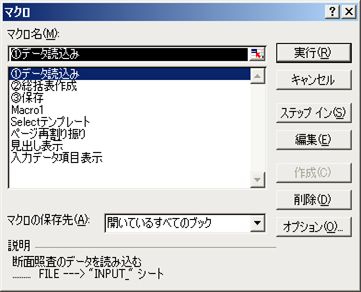 マクロ
マクロ名(M):
①データ読込み
①データ読込み
②総括表作成
③保存
Macro1
Selectテンプレート
ページ再割り振り
見出し表示
入力データ項目表示
マクロの保存先(A):
開いているすべてのブック
説明
断面照査のデータを読み込む
......... FILE ---> "INPUT_" シート
実行(R)
キャンセル
ステップ イン(S)
編集(E)
作成(C)
削除(D)
オプション(O)...